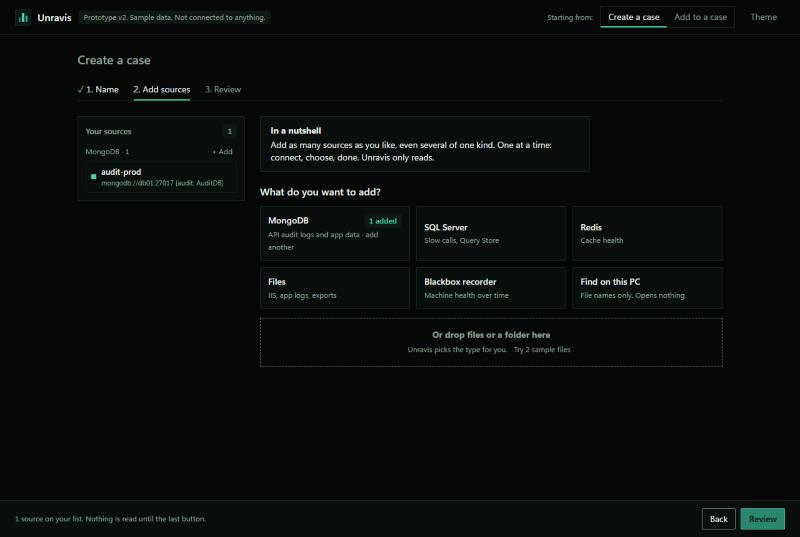 Unravis
Prototype v2. Sample data. Not connected to anything.
Starting from:
Create a case
Add to a case
Theme
Create a case
✓ 1. Name
2. Add sources
3. Review
Your sources
1
MongoDB · 1
+ Add
audit-prod
mongodb://db01:27017 (audit: AuditDB)
In a nutshell
Add as many sources as you like, even several of one kind. One at a time:
connect, choose, done. Unravis only reads.
What do you want to add?
MongoDB
1 added
API audit logs and app data · add
another
SQL Server
Slow calls, Query Store
Redis
Cache health
Files
IIS, app logs, exports
Blackbox recorder
Machine health over time
Find on this PC
File names only. Opens nothing.
Or drop files or a folder here
Unravis picks the type for you. Try 2 sample files
1 source on your list. Nothing is read until the last button.
Back
Review